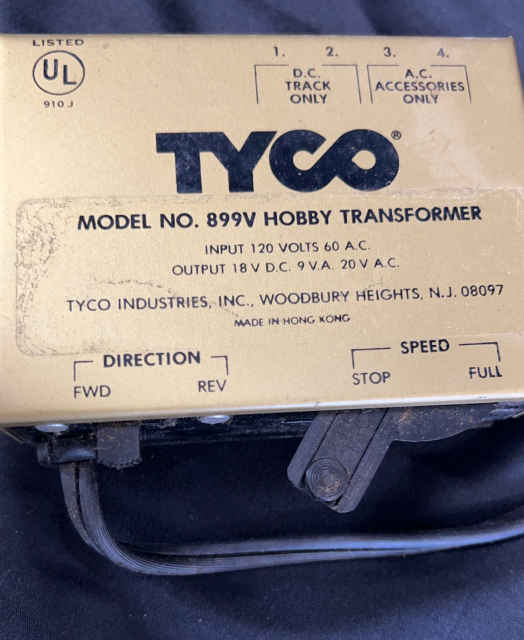 LISTED
UL
910J
1. 2. 3. 4.
D.C.
TRACK
ONLY
A.C.
ACCESSORIES
ONLY
TYCO®
MODEL NO. 899V HOBBY TRANSFORMER
INPUT 120 VOLTS 60 A.C.
OUTPUT 18 V D.C. 9 V.A. 20 V A.C.
TYCO INDUSTRIES, INC., WOODBURY HEIGHTS, N.J. 08097
MADE IN HONG KONG
DIRECTION
FWD REV
SPEED
STOP FULL